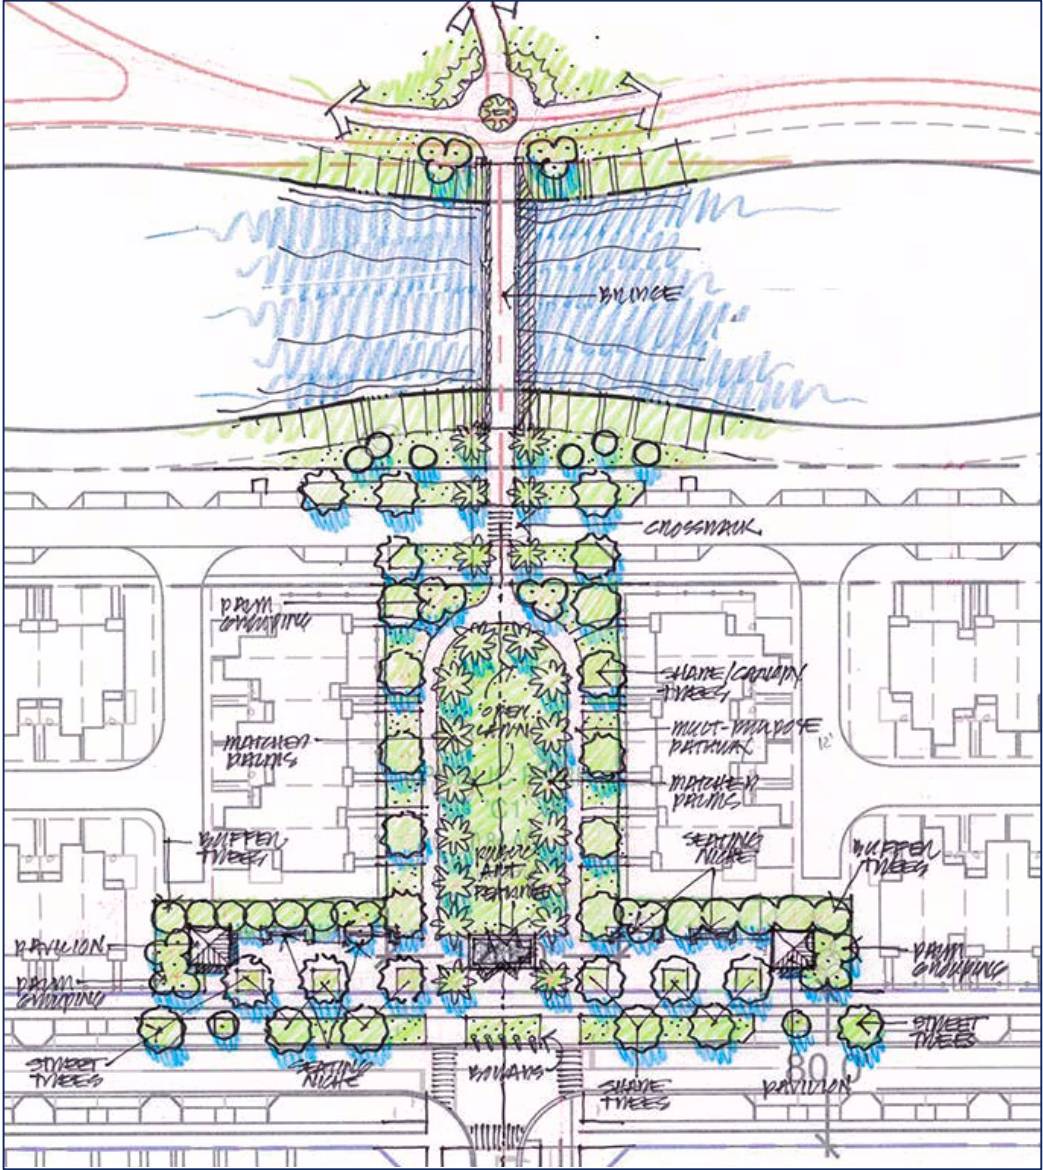 BRIDGE
CROSSWALK
PALM
GROUPING
SHADE/CANOPY
TREES
OPEN
LAWN
MULTI-PURPOSE
PATHWAY
12'
MATCHED
PALMS
MATCHED
PALMS
SEATING
NICHE
BUFFER
TREES
BUFFER
TREES
PUBLIC
ART
PAVILION
PALM
GROUPING
PALM
GROUPING
STREET
TREES
STREET
TREES
SEATING
NICHE
BOLLARDS
SHADE
TREES
80.0
PAVILION